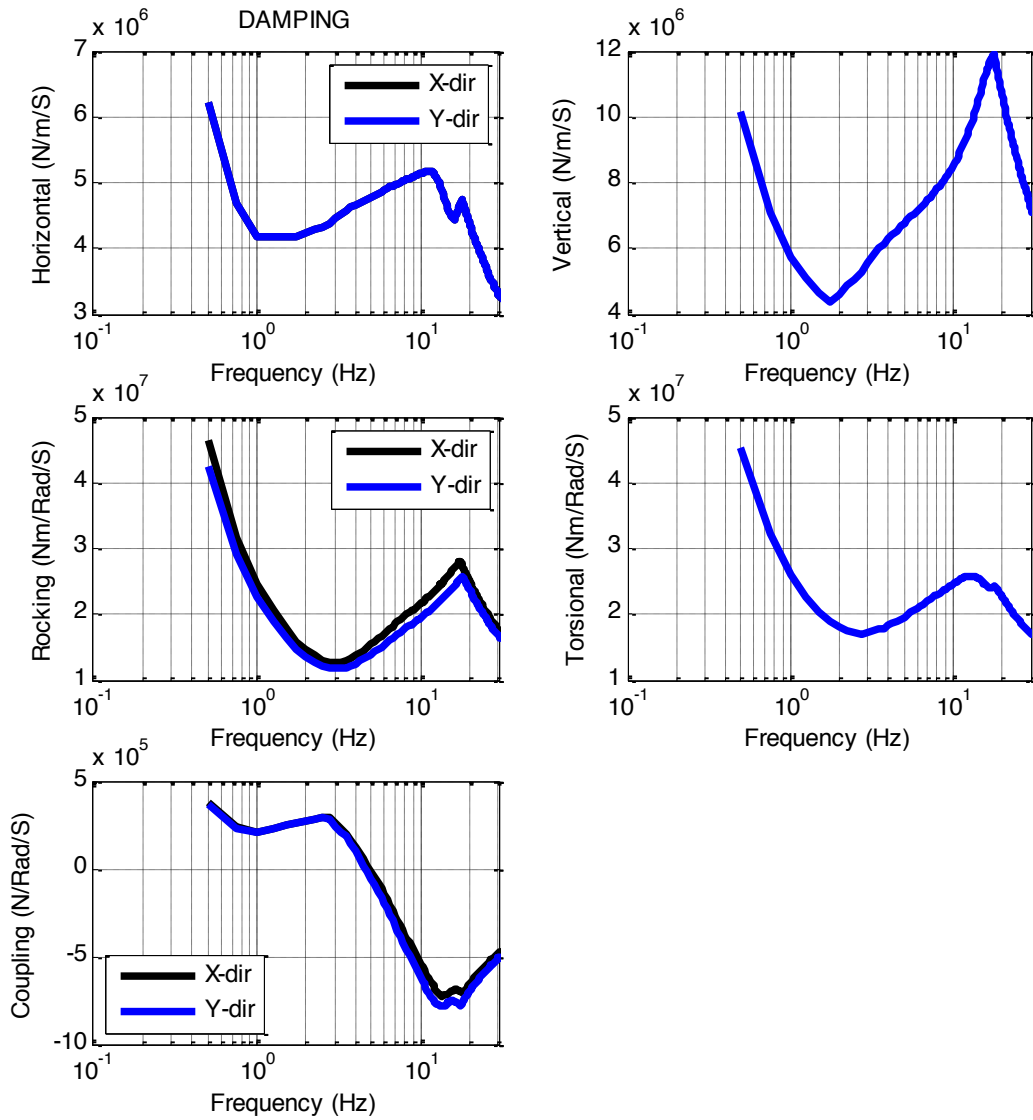 DAMPING
x 10^6
7
6
5
4
3
Horizontal (N/m/S)
X-dir
Y-dir
10^-1
10^0
10^1
Frequency (Hz)
x 10^6
12
10
8
6
4
Vertical (N/m/S)
10^-1
10^0
10^1
Frequency (Hz)
x 10^7
5
4
3
2
1
Rocking (Nm/Rad/S)
X-dir
Y-dir
10^-1
10^0
10^1
Frequency (Hz)
x 10^7
5
4
3
2
1
Torsional (Nm/Rad/S)
10^-1
10^0
10^1
Frequency (Hz)
x 10^5
5
0
-5
-10
Coupling (N/Rad/S)
X-dir
Y-dir
10^-1
10^0
10^1
Frequency (Hz)